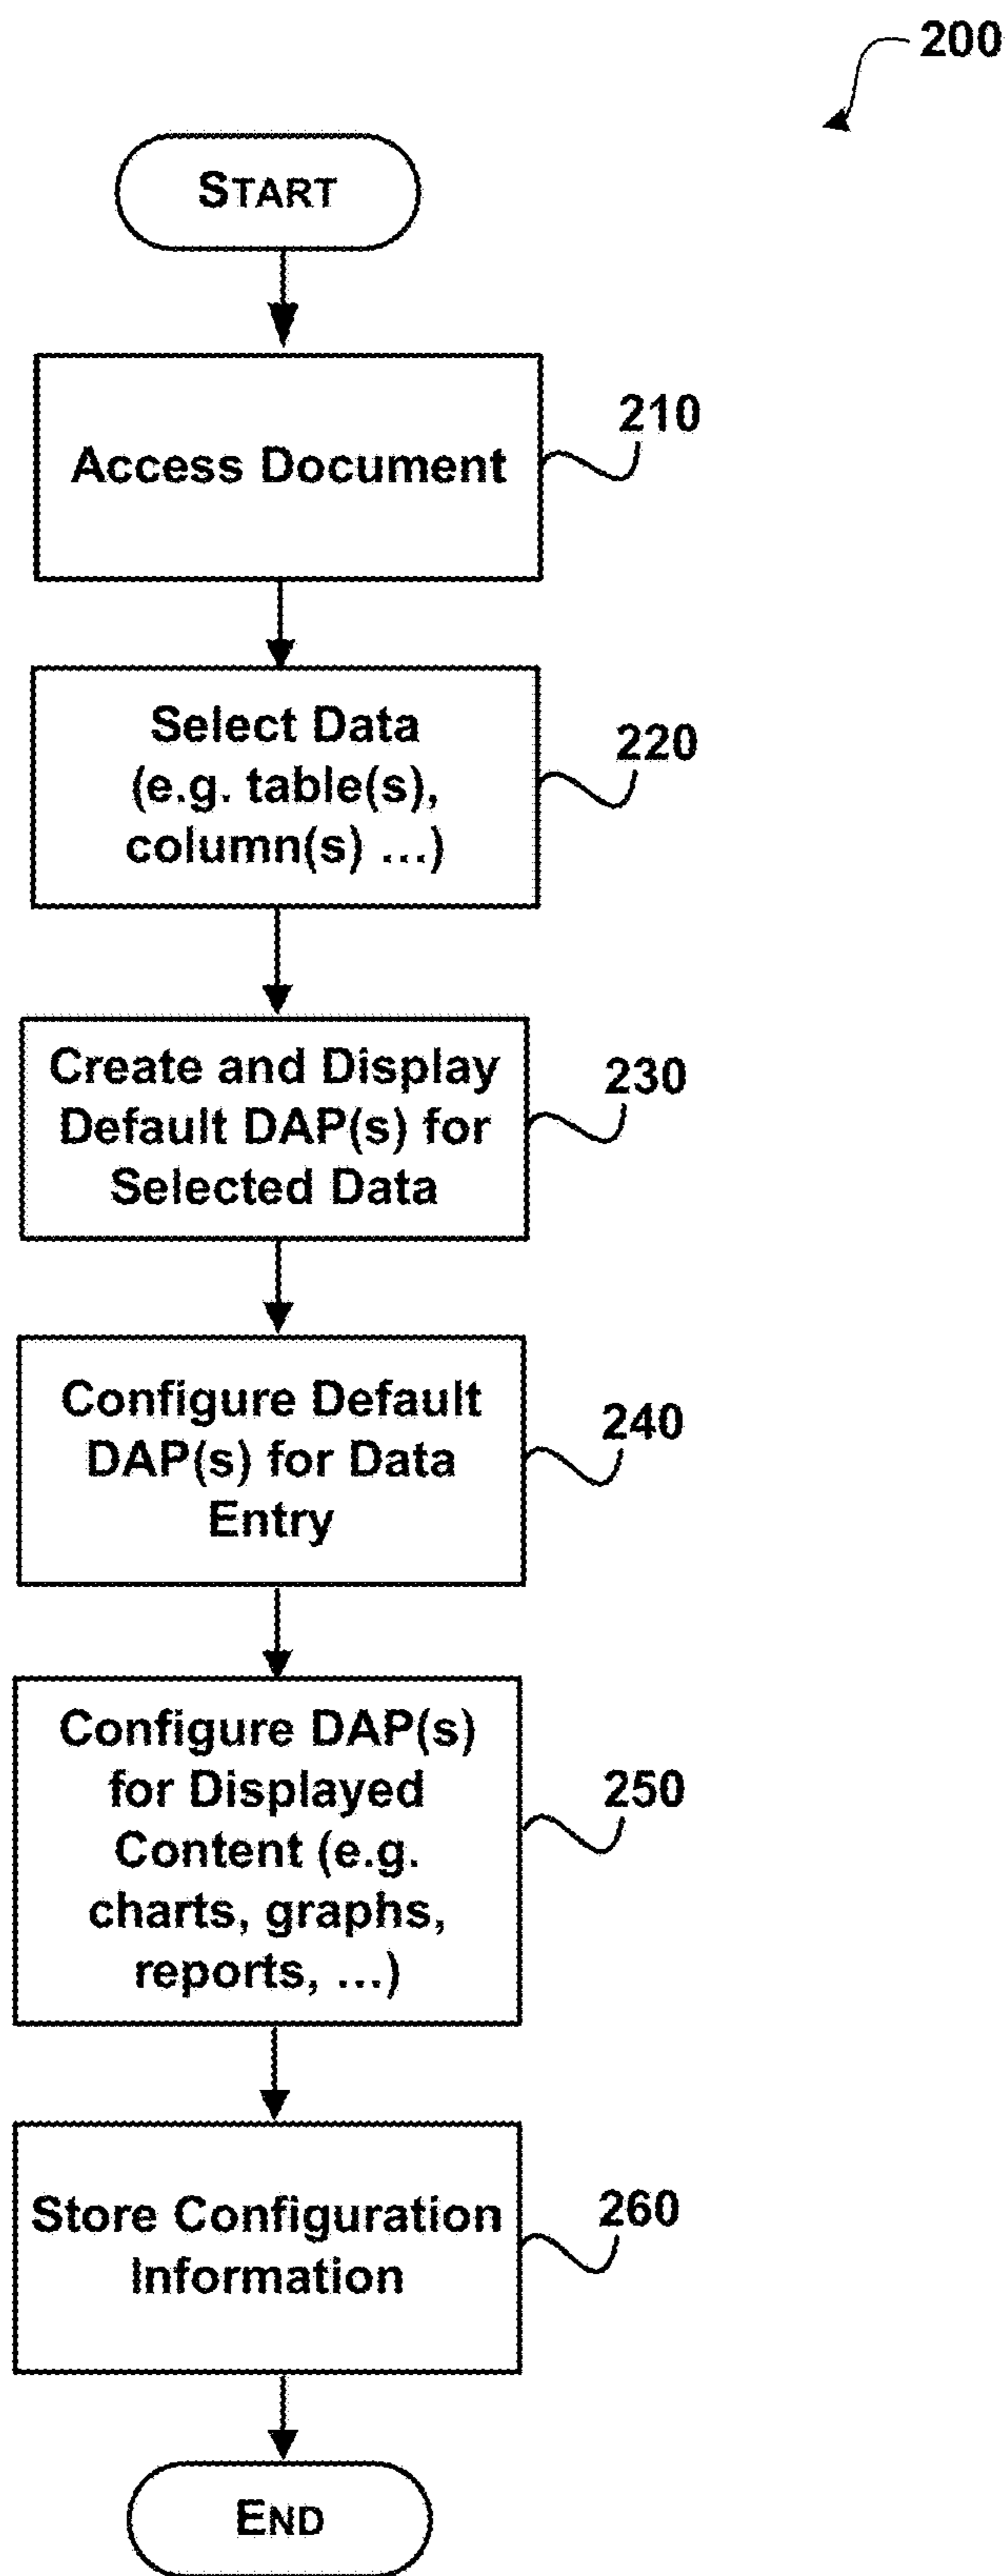 200
START
Access Document
210
Select Data
(e.g. table(s),
column(s) ...)
220
Create and Display
Default DAP(s) for
Selected Data
230
Configure Default
DAP(s) for Data
Entry
240
Configure DAP(s)
for Displayed
Content (e.g.
charts, graphs,
reports, ...)
250
Store Configuration
Information
260
END